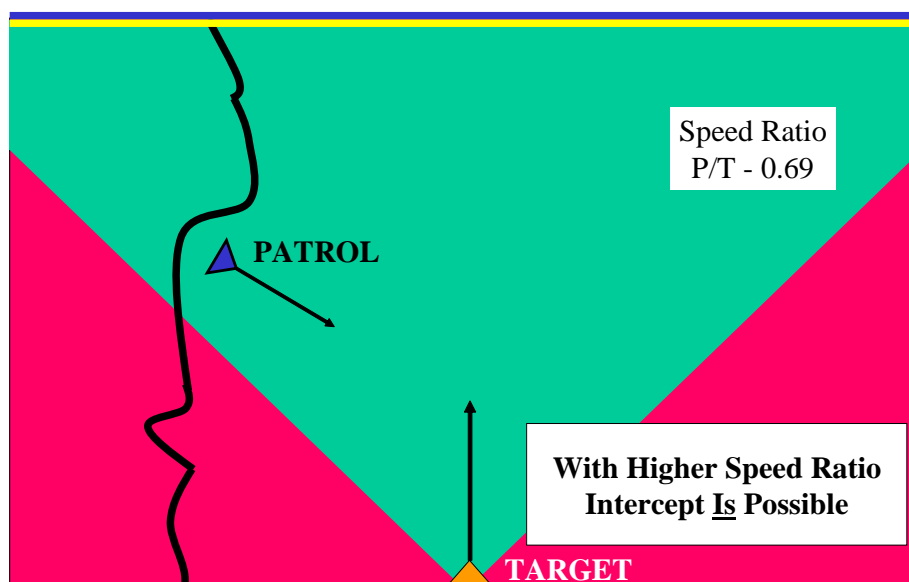 Speed Ratio
P/T - 0.69
PATROL
With Higher Speed Ratio
Intercept Is Possible
TARGET